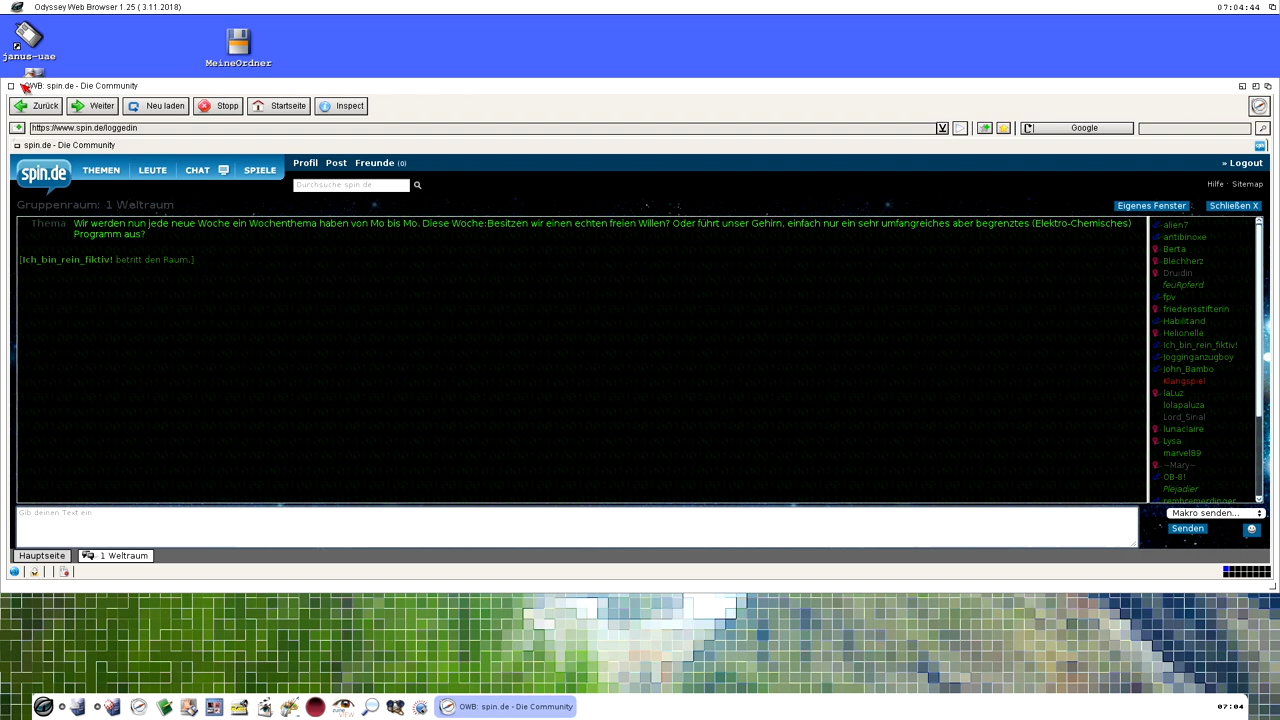 Odyssey Web Browser 1.25 ( 3.11.2018)
07:04:44
janus-uae
MeineOrdner
OWB: spin.de - Die Community
Zurück Weiter Neu laden Stopp Startseite Inspect
https://www.spin.de/loggedin
Google
spin.de - Die Community
spin.de THEMEN LEUTE CHAT SPIELE
Profil Post Freunde (0)
» Logout
Durchsuche spin.de
Hilfe · Sitemap
Gruppenraum: 1 Weltraum
Eigenes Fenster Schließen X
Thema Wir werden nun jede neue Woche ein Wochenthema haben von Mo bis Mo. Diese Woche:Besitzen wir einen echten freien Willen? Oder führt unser Gehirn, einfach nur ein sehr umfangreiches aber begrenztes (Elektro-Chemisches)
Programm aus?
[Ich_bin_rein_fiktiv! betritt den Raum.]
alien7
antibinoxe
Berta
Blechherz
Druidin
feuRpferd
fpv
friedensstifterin
Habilitand
Helionelle
Ich_bin_rein_fiktiv!
Jogginganzugboy
John_Bambo
Klangspiel
laLuz
lolapaluza
Lord_Sinal
lunaclaire
Lysa
marvel89
~Mary~
OB-8!
Plejadier
rembremerdinger
Gib deinen Text ein
Makro senden...
Senden
Hauptseite 1 Weltraum
OWB: spin.de - Die Community
07:04